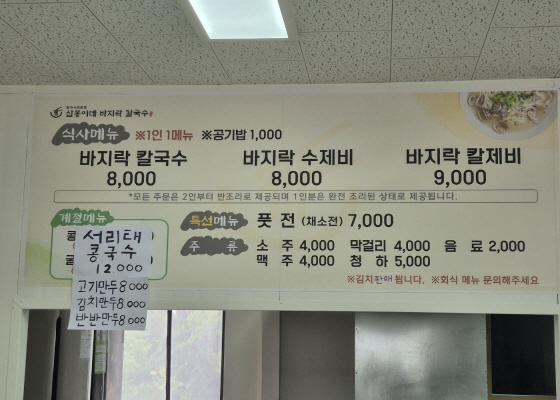 삼동이네 바지락 칼국수
식사메뉴 ※1인 1메뉴 ※공기밥 1,000
바지락 칼국수 바지락 수제비 바지락 칼제비
8,000 8,000 9,000
*모든 주문은 2인부터 반조리로 제공되며 1인분은 완전 조리된 상태로 제공됩니다.
계절메뉴
서리태
콩국수
12.000
고기만두 8.000
김치만두 8.000
반반만두 8.000
특선메뉴 풋 전 (채소전) 7,000
주 류 소 주 4,000 막걸리 4,000 음 료 2,000
맥 주 4,000 청 하 5,000
※김치판매됩니다. ※회식 메뉴 문의해주세요